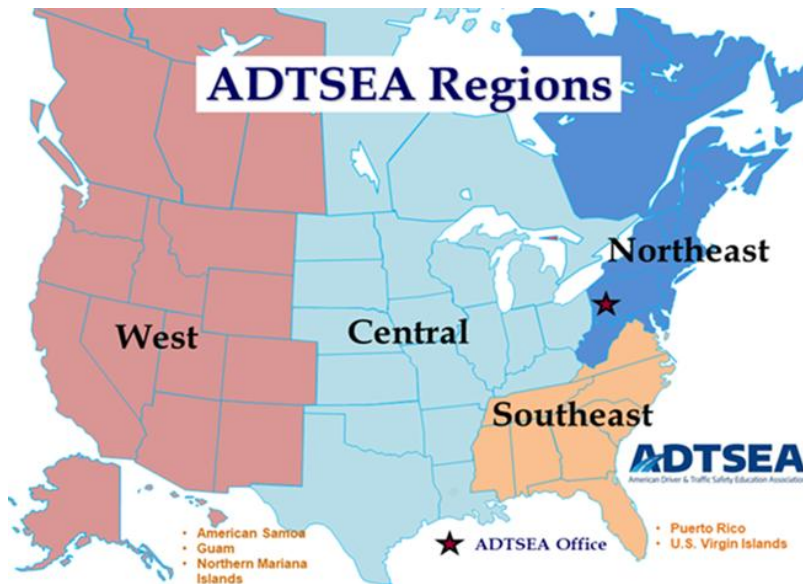 ADTSEA Regions
Northeast
West
Central
Southeast
ADTSEA
American Driver & Traffic Safety Education Association
• American Samoa
• Guam
• Northern Mariana
Islands
ADTSEA Office
• Puerto Rico
• U.S. Virgin Islands